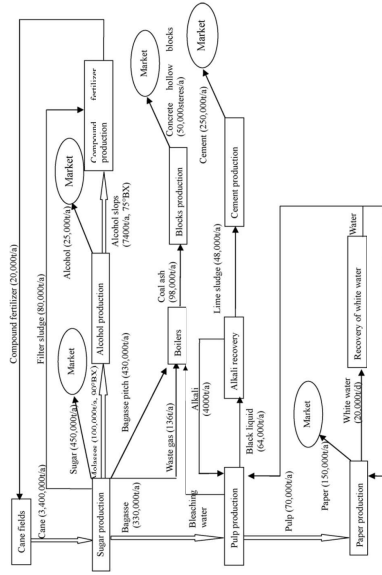 Compound fertilizer (20,000t/a)
Filter sludge (80,000t/a)
Cane fields
Cane (3,400,000t/a)
Sugar production
Sugar (450,000t/a)
Market
Molasses (100,000t/a, 90°BX)
Alcohol production
Alcohol (25,000t/a)
Market
Alcohol slops
(7400t/a, 75°BX)
Compound fertilizer
production
Bagasse pitch (430,000t/a)
Waste gas (136t/a)
Bagasse
(330,000t/a)
Boilers
Coal ash
(98,000t/a)
Blocks production
Concrete hollow blocks
(50,000steres/a)
Market
Bleaching
water
Pulp production
Alkali
(4000t/a)
Black liquid
(64,000t/a)
Alkali recovery
Lime sludge (48,000t/a)
Cement production
Cement (250,000t/a)
Market
Pulp (70,000t/a)
Paper production
Paper (150,000t/a)
Market
White water
(20,000t/d)
Recovery of white water
Water